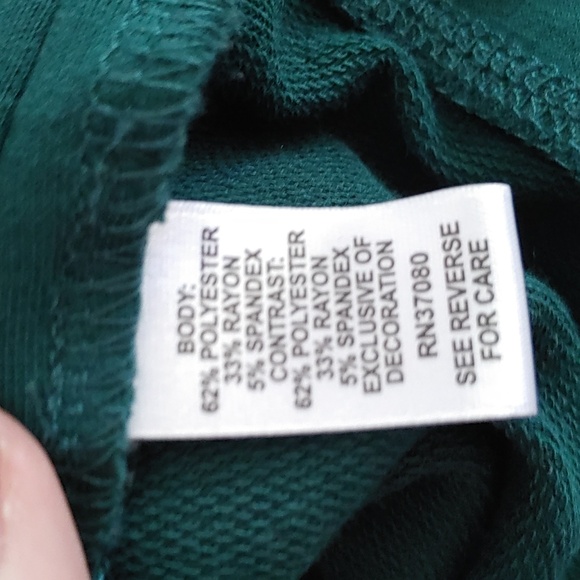 BODY:
62% POLYESTER
33% RAYON
5% SPANDEX
CONTRAST:
62% POLYESTER
33% RAYON
5% SPANDEX
EXCLUSIVE OF
DECORATION
RN37080
SEE REVERSE
FOR CARE